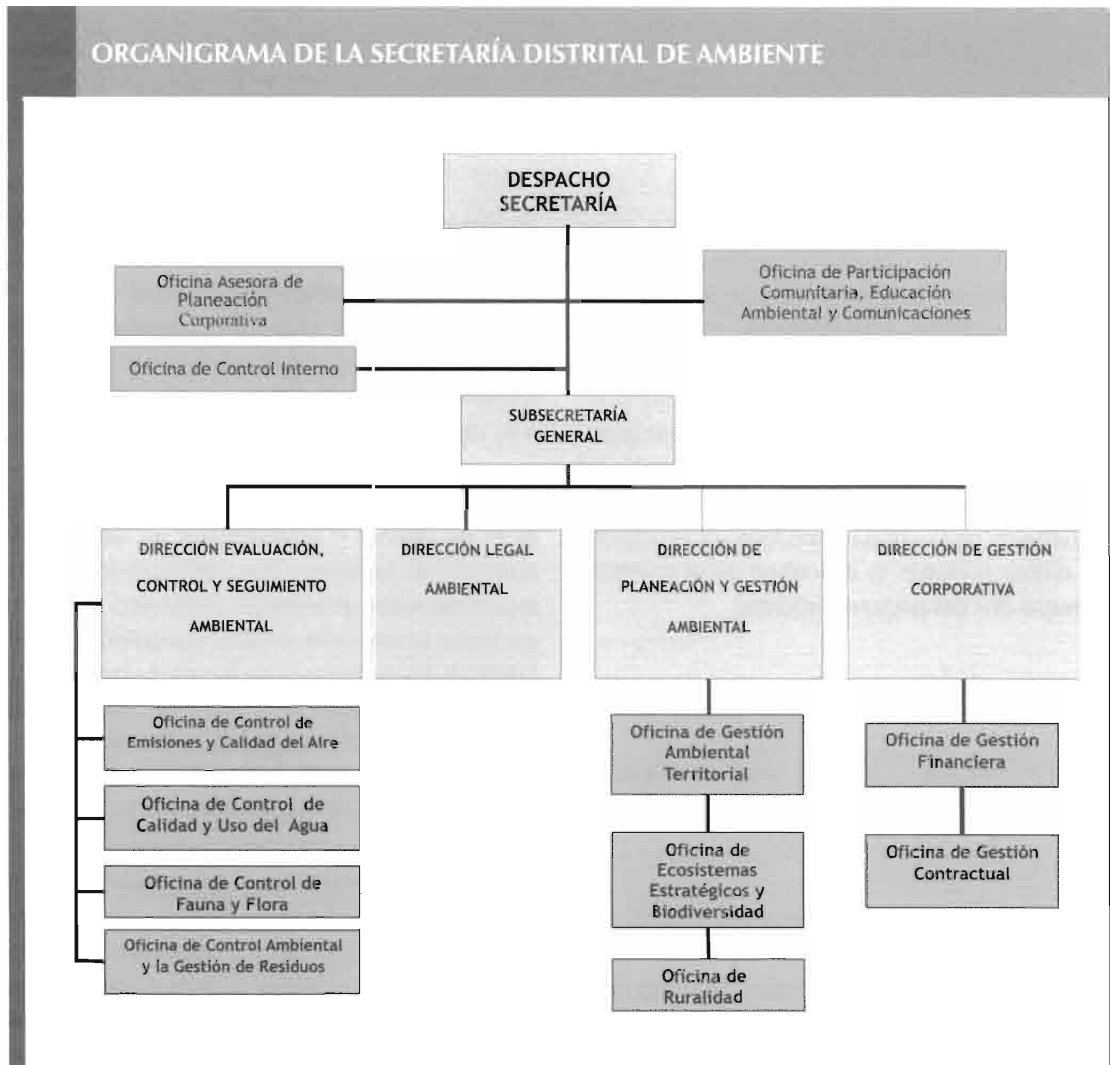 ORGANIGRAMA DE LA SECRETARÍA DISTRITAL DE AMBIENTE
DESPACHO
SECRETARÍA
Oficina Asesora de
Planeación
Corporativa
Oficina de Participación
Comunitaria, Educación
Ambiental y Comunicaciones
Oficina de Control Interno
SUBSECRETARÍA
GENERAL
DIRECCIÓN EVALUACIÓN,
CONTROL Y SEGUIMIENTO
AMBIENTAL
DIRECCIÓN LEGAL
AMBIENTAL
DIRECCIÓN DE
PLANEACIÓN Y GESTIÓN
AMBIENTAL
DIRECCIÓN DE GESTIÓN
CORPORATIVA
Oficina de Control de
Emisiones y Calidad del Aire
Oficina de Control de
Calidad y Uso del Agua
Oficina de Control de
Fauna y Flora
Oficina de Control Ambiental
y la Gestión de Residuos
Oficina de Gestión
Ambiental
Territorial
Oficina de
Ecosistemas
Estratégicos y
Biodiversidad
Oficina de
Ruralidad
Oficina de Gestión
Financiera
Oficina de Gestión
Contractual